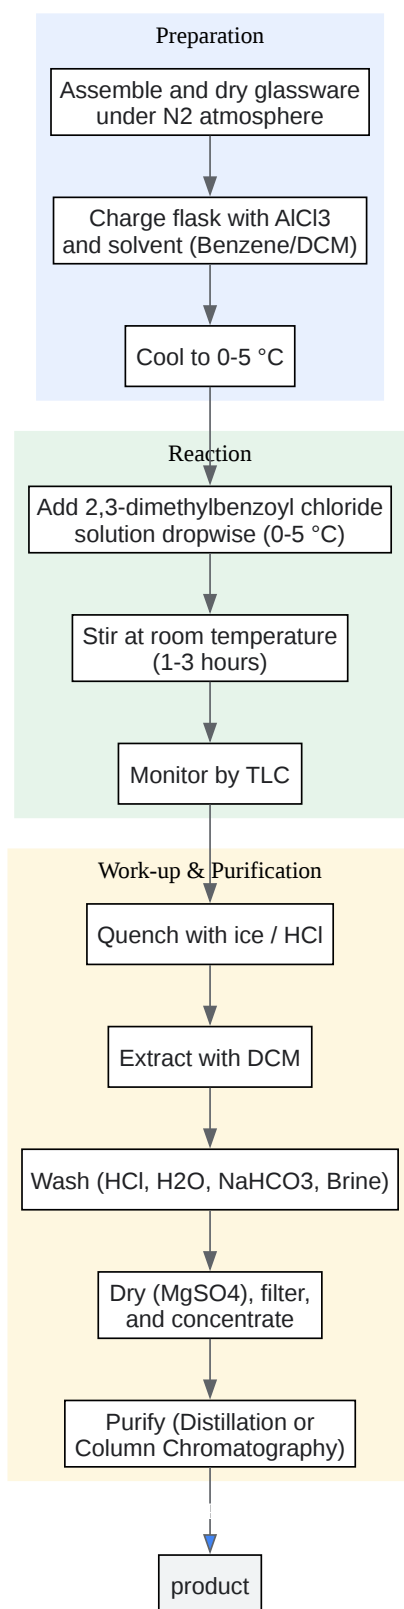 Preparation
Assemble and dry glassware
under N2 atmosphere
Charge flask with AlCl3
and solvent (Benzene/DCM)
Cool to 0-5 °C
Reaction
Add 2,3-dimethylbenzoyl chloride
solution dropwise (0-5 °C)
Stir at room temperature
(1-3 hours)
Monitor by TLC
Work-up & Purification
Quench with ice / HCl
Extract with DCM
Wash (HCl, H2O, NaHCO3, Brine)
Dry (MgSO4), filter,
and concentrate
Purify (Distillation or
Column Chromatography)
product